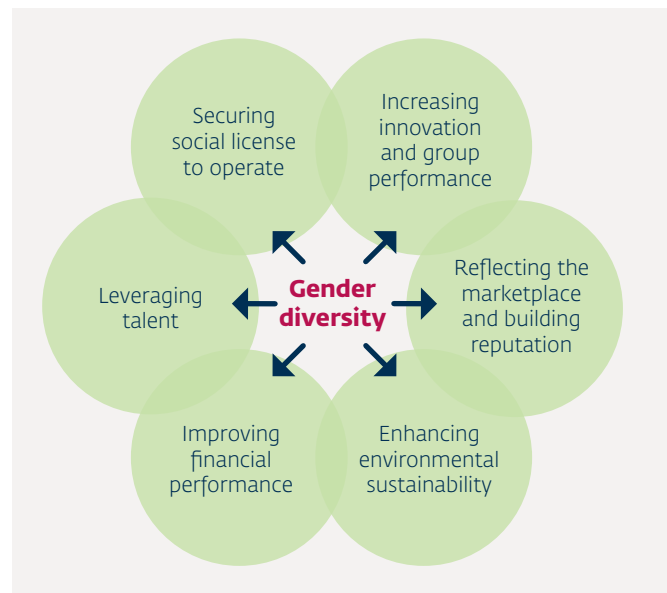 Securing
social license
to operate
Increasing
innovation
and group
performance
Leveraging
talent
Gender
diversity
Reflecting the
marketplace
and building
reputation
Improving
financial
performance
Enhancing
environmental
sustainability